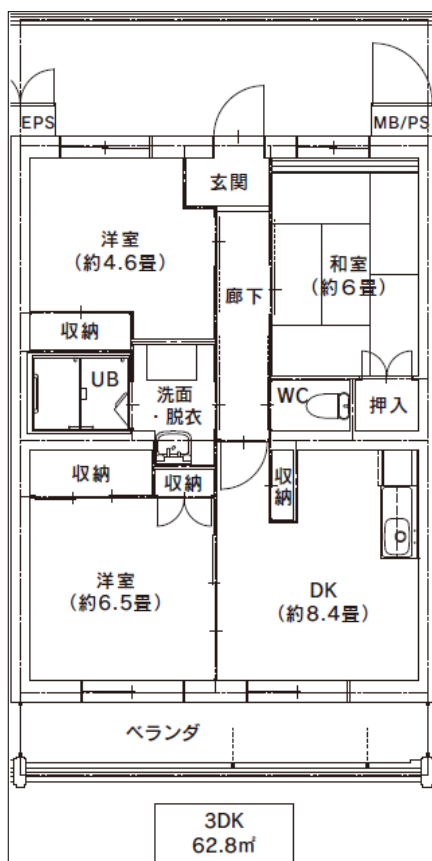 EPS
MB/PS
玄関
洋室
（約4.6畳）
和室
（約6畳）
廊下
収納
UB
洗面
・脱衣
WC
押入
収納
収納
収納
洋室
（約6.5畳）
DK
（約8.4畳）
ベランダ
3DK
62.8㎡